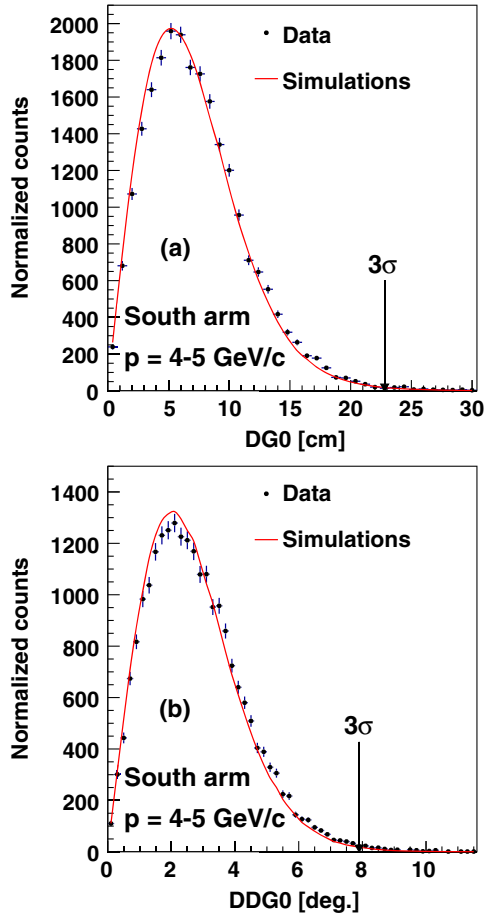 Normalized counts
2000
1800
1600
1400
1200
1000
800
600
400
200
0
Data
Simulations
(a)
3σ
South arm
p = 4-5 GeV/c
0 5 10 15 20 25 30
DG0 [cm]
Normalized counts
1400
1200
1000
800
600
400
200
0
Data
Simulations
(b)
3σ
South arm
p = 4-5 GeV/c
0 2 4 6 8 10
DDG0 [deg.]